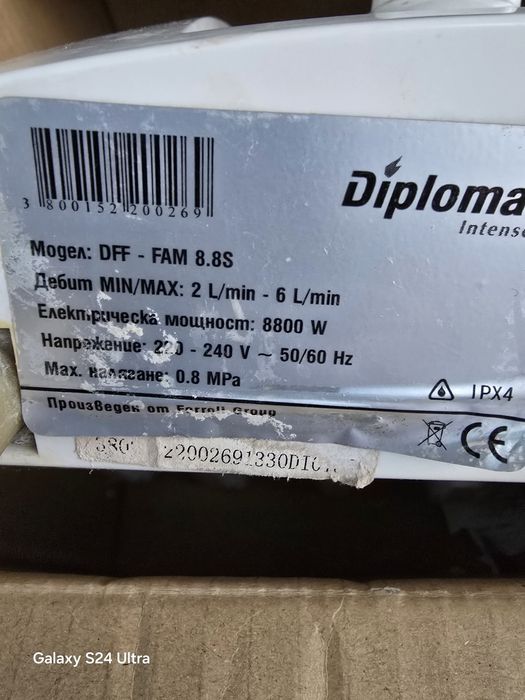 3 800152 200269
Diploma
Intense
Модел: DFF - FAM 8.8S
Дебит MIN/MAX: 2 L/min - 6 L/min
Електрическа мощност: 8800 W
Напрежение: 220 - 240 V ~ 50/60 Hz
Мах. налягане: 0.8 MPa
IPX4
Произведен от Ferroli Group
CE
22002691330DI
Galaxy S24 Ultra